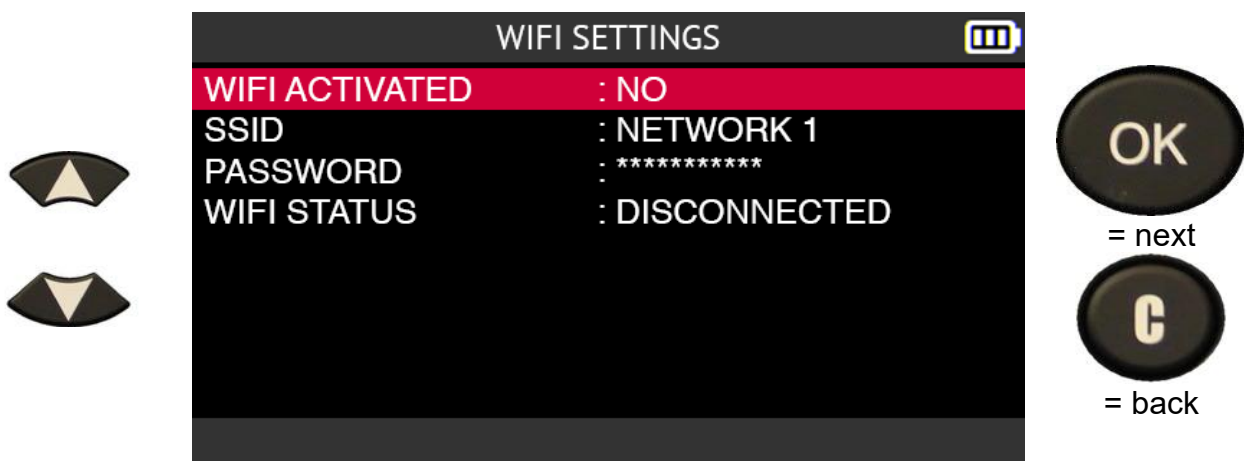 WIFI SETTINGS
WIFI ACTIVATED : NO
SSID : NETWORK 1
PASSWORD : ***********
WIFI STATUS : DISCONNECTED
OK
= next
C
= back